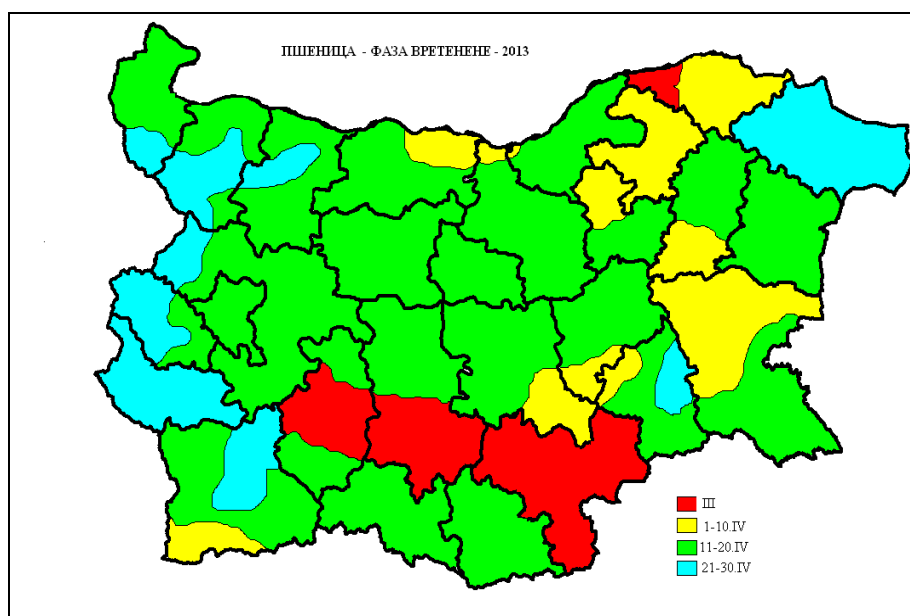 ПШЕНИЦА - ФАЗА ВРЕТЕНЕНЕ - 2013
III
1-10.IV
11-20.IV
21-30.IV